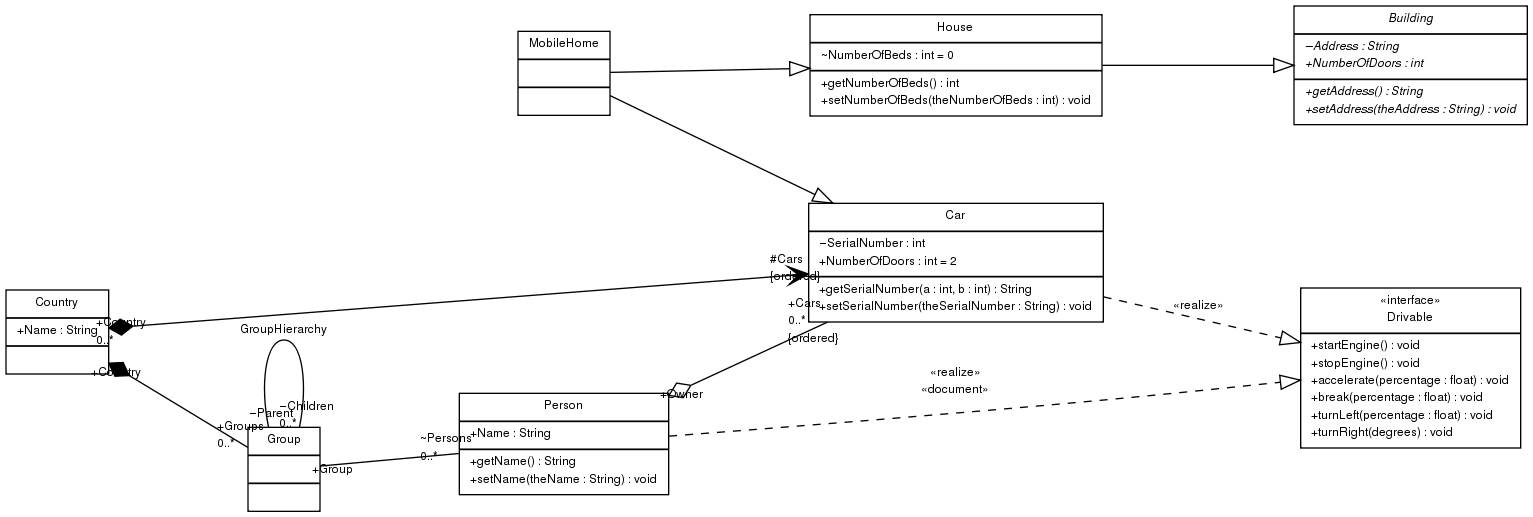 MobileHome
House
~NumberOfBeds : int = 0
+getNumberOfBeds() : int
+setNumberOfBeds(theNumberOfBeds : int) : void
Building
−Address : String
+NumberOfDoors : int
+getAddress() : String
+setAddress(theAddress : String) : void
Car
−SerialNumber : int
+NumberOfDoors : int = 2
+getSerialNumber(a : int, b : int) : String
+setSerialNumber(theSerialNumber : String) : void
#Cars
{ordered}
+Cars
0..*
{ordered}
Country
+Name : String
+Country
0..*
+Country
GroupHierarchy
−Parent
−Children
0..*
+Groups
0..*
Group
+Group
~Persons
0..*
Person
+Name : String
+getName() : String
+setName(theName : String) : void
+Owner
«realize»
«realize»
«document»
«interface»
Drivable
+startEngine() : void
+stopEngine() : void
+accelerate(percentage : float) : void
+break(percentage : float) : void
+turnLeft(percentage : float) : void
+turnRight(degrees) : void